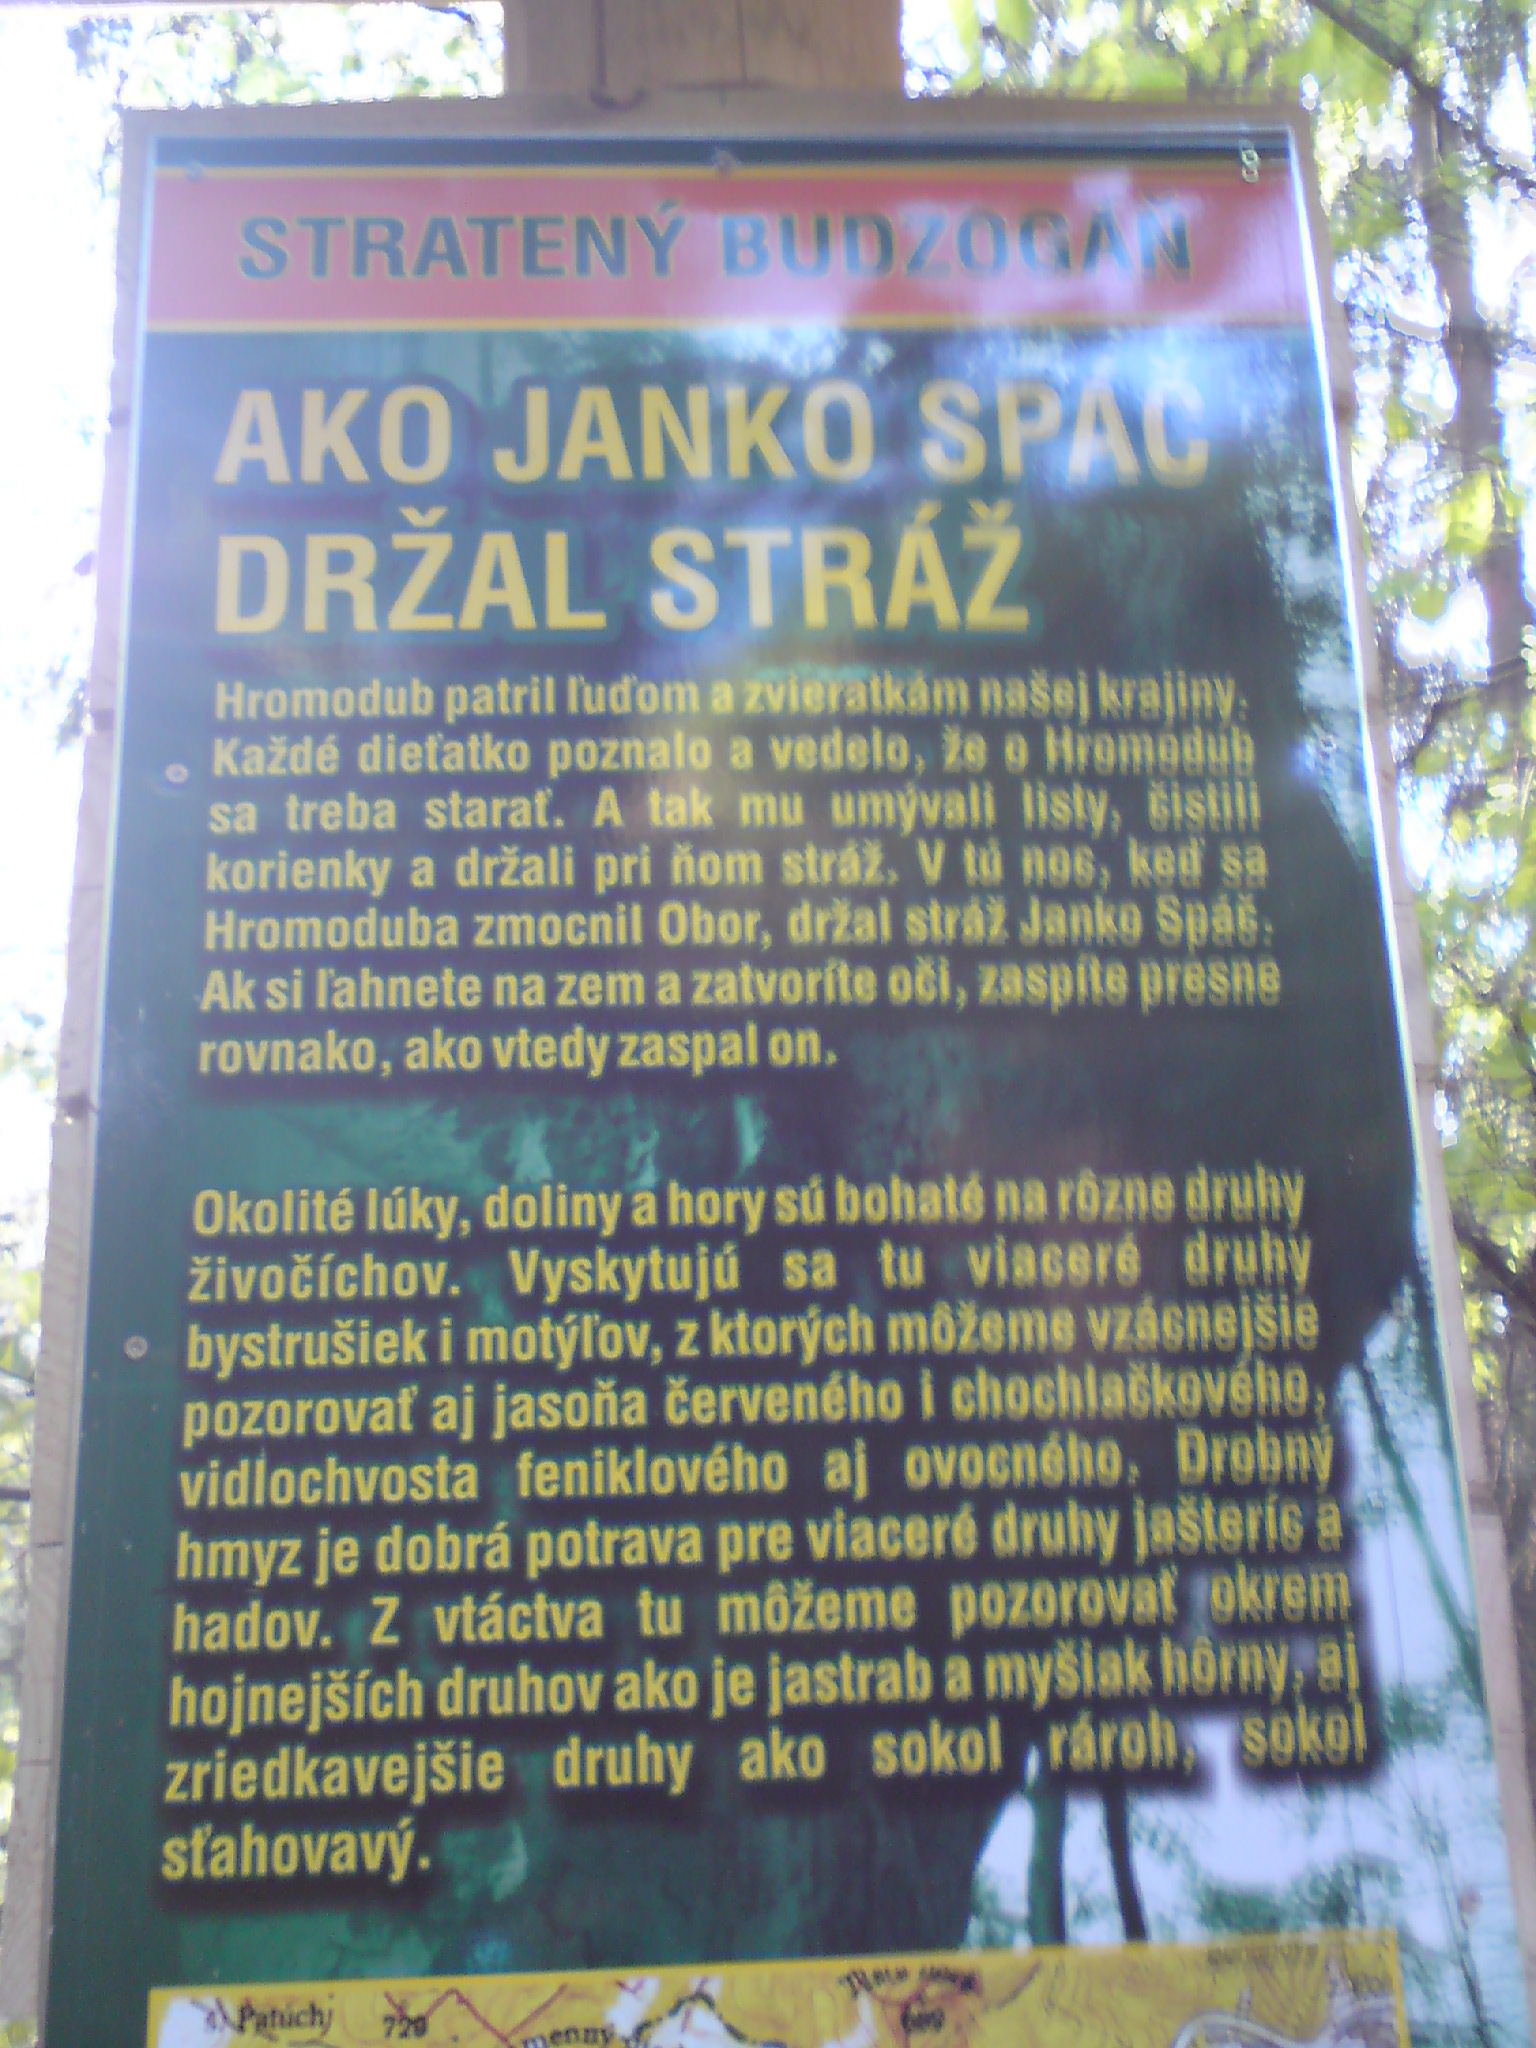 STRATENÝ BUDZOGÁŇ
AKO JANKO SPÁČ
DRŽAL STRÁŽ
Hromodub patril ľuďom a zvieratkám našej krajiny.
Každé dieťatko poznalo a vedelo, že o Hromodub
sa treba starať. A tak mu umývali listy, čistili
korienky a držali pri ňom stráž. V tú noc, keď sa
Hromoduba zmocnil Obor, držal stráž Janko Spáč.
Ak si ľahnete na zem a zatvoríte oči, zaspíte presne
rovnako, ako vtedy zaspal on.
Okolité lúky, doliny a hory sú bohaté na rôzne druhy
živočíchov. Vyskytujú sa tu viaceré druhy
bystrušiek i motýľov, z ktorých môžeme vzácnejšie
pozorovať aj jasoňa červeného i chochlačkového,
vidlochvosta feniklového aj ovocného. Drobný
hmyz je dobrá potrava pre viaceré druhy jašteríc a
hadov. Z vtáctva tu môžeme pozorovať okrem
hojnejších druhov ako je jastrab a myšiak hôrny, aj
zriedkavejšie druhy ako sokol rároh, sokol
sťahovavý.
Patúch
729
menný
689